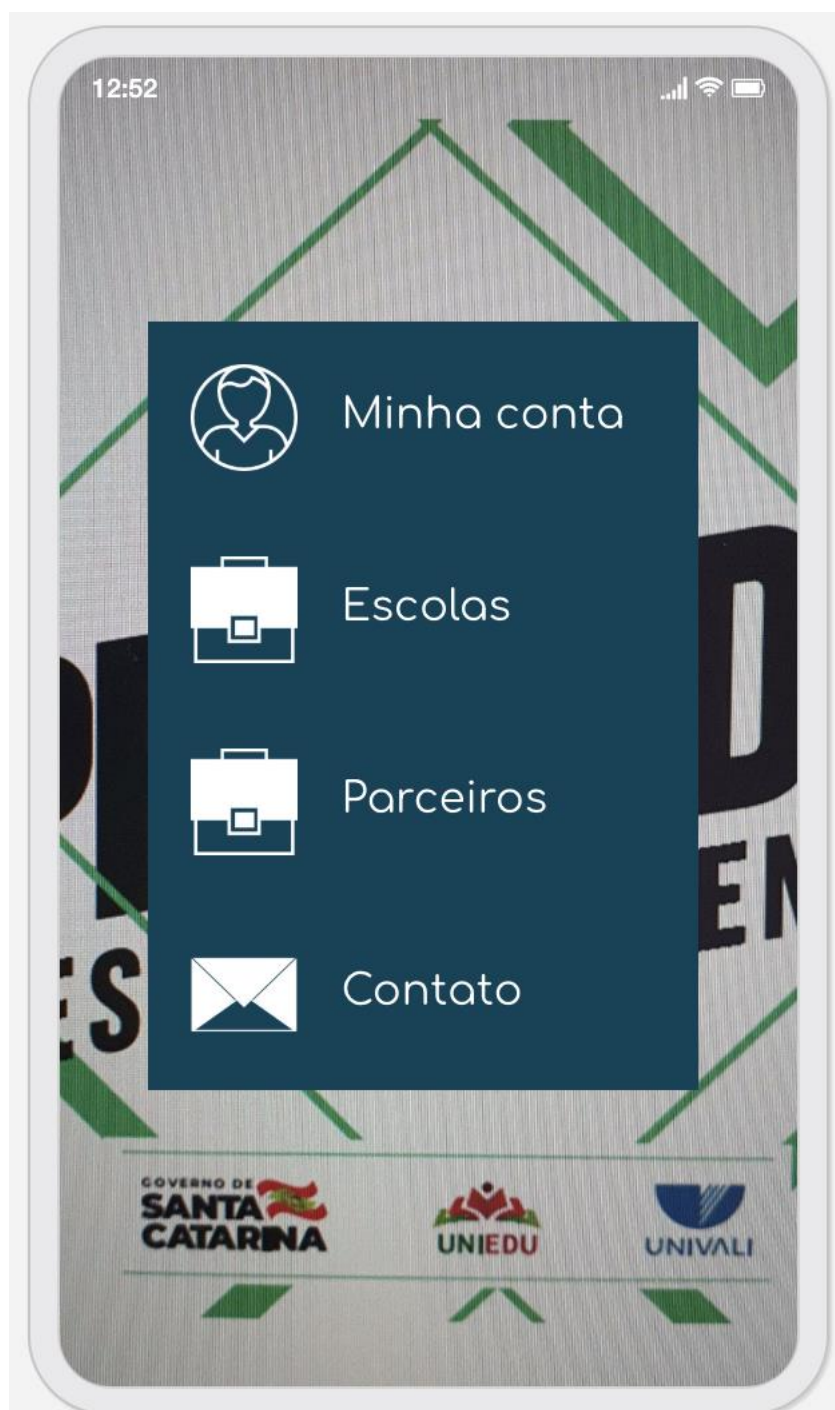 12:52
Minha conta
Escolas
Parceiros
Contato
GOVERNO DE
SANTA
CATARINA
UNIEDU
UNIVALI